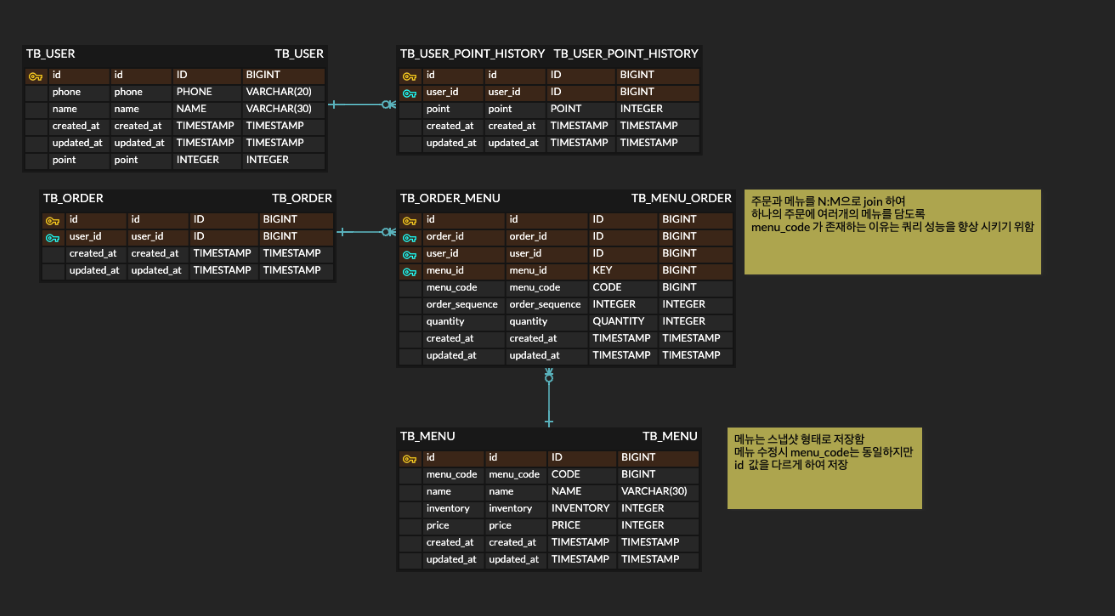 TB_USER TB_USER
id id ID BIGINT
phone phone PHONE VARCHAR(20)
name name NAME VARCHAR(30)
created_at created_at TIMESTAMP TIMESTAMP
updated_at updated_at TIMESTAMP TIMESTAMP
point point INTEGER INTEGER
TB_USER_POINT_HISTORY TB_USER_POINT_HISTORY
id id ID BIGINT
user_id user_id ID BIGINT
point point POINT INTEGER
created_at created_at TIMESTAMP TIMESTAMP
updated_at updated_at TIMESTAMP TIMESTAMP
TB_ORDER TB_ORDER
id id ID BIGINT
user_id user_id ID BIGINT
created_at created_at TIMESTAMP TIMESTAMP
updated_at updated_at TIMESTAMP TIMESTAMP
TB_ORDER_MENU TB_MENU_ORDER
id id ID BIGINT
order_id order_id ID BIGINT
user_id user_id ID BIGINT
menu_id menu_id KEY BIGINT
menu_code menu_code CODE BIGINT
order_sequence order_sequence INTEGER INTEGER
quantity quantity QUANTITY INTEGER
created_at created_at TIMESTAMP TIMESTAMP
updated_at updated_at TIMESTAMP TIMESTAMP
주문과 메뉴를 N:M으로 join 하여
하나의 주문에 여러개의 메뉴를 담도록
menu_code 가 존재하는 이유는 쿼리 성능을 향상 시키기 위함
TB_MENU TB_MENU
id id ID BIGINT
menu_code menu_code CODE BIGINT
name name NAME VARCHAR(30)
inventory inventory INVENTORY INTEGER
price price PRICE INTEGER
created_at created_at TIMESTAMP TIMESTAMP
updated_at updated_at TIMESTAMP TIMESTAMP
메뉴는 스냅샷 형태로 저장함
메뉴 수정시 menu_code는 동일하지만
id 값을 다르게 하여 저장